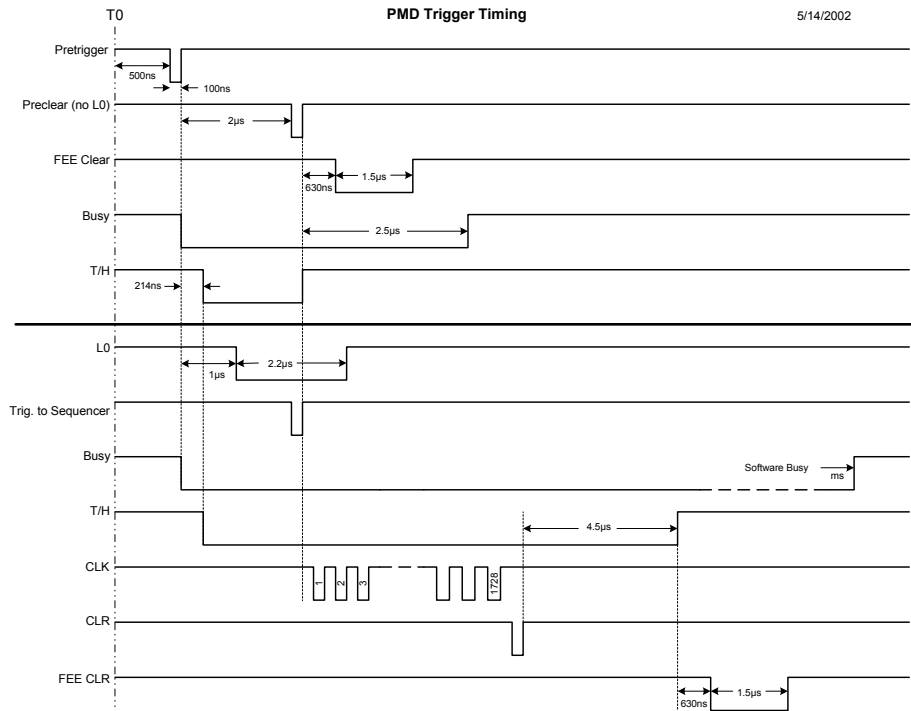 T0 PMD Trigger Timing 5/14/2002
Pretrigger
500ns
100ns
Preclear (no L0)
2µs
FEE Clear
630ns 1.5µs
Busy
2.5µs
T/H
214ns
L0
1µs 2.2µs
Trig. to Sequencer
Busy
Software Busy
ms
T/H
4.5µs
CLK
1 2 3 1728
CLR
FEE CLR
630ns 1.5µs